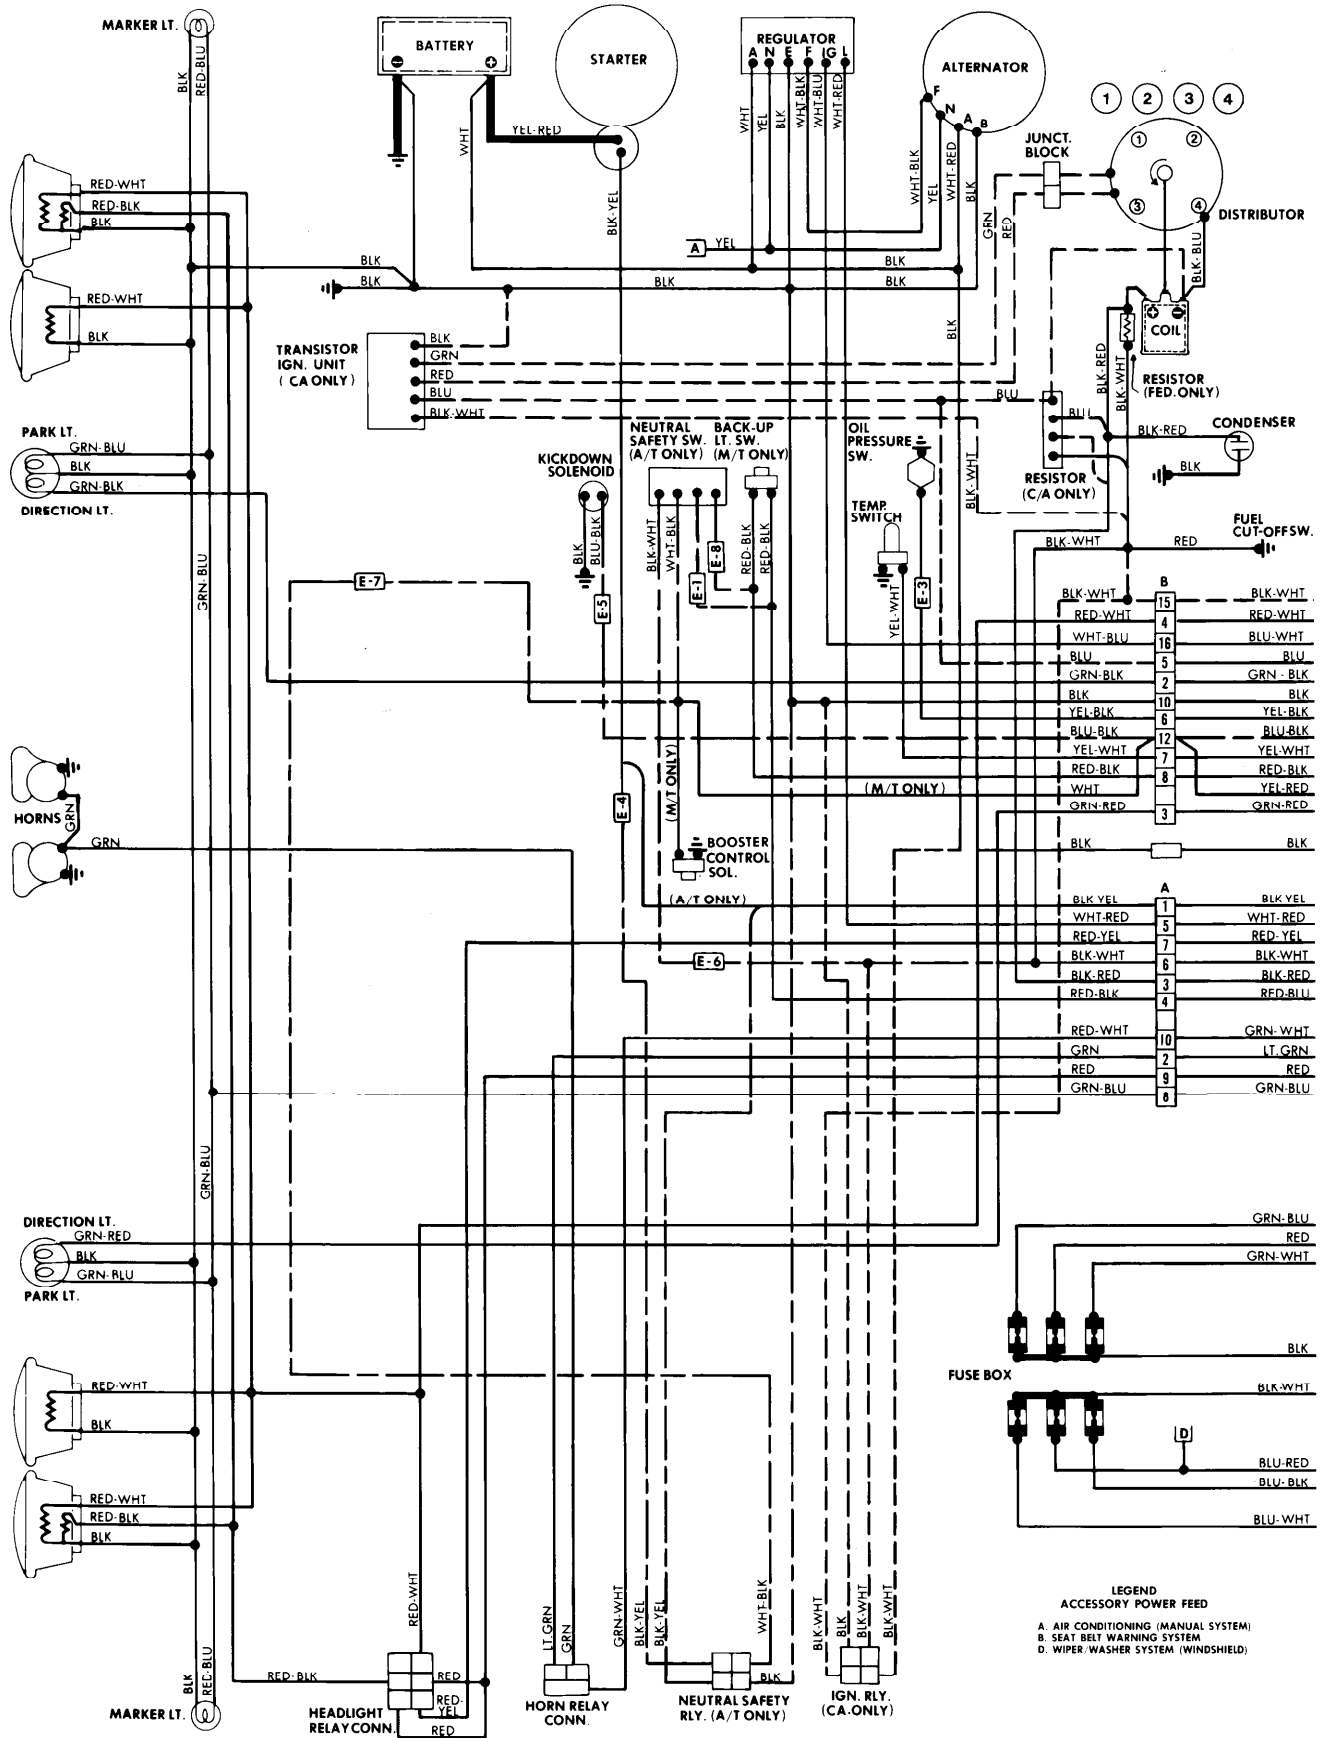 MARKER LT.
BLK
RED-BLU
BATTERY
STARTER
REGULATOR
A N E F IG L
ALTERNATOR
F
N
A
B
1 2 3 4
JUNCT.
BLOCK
1
2
3
4
DISTRIBUTOR
WHT
YEL-RED
WHT
YEL
BLK
WHT-BLK
WHT-BLU
WHT-RED
WHT-BLK
YEL
WHT-RED
BLK
GRN
RED
BLK-BLU
RED-WHT
RED-BLK
BLK
BLK-YEL
A
YEL
BLK
BLK
BLK
BLK
BLK
RED-WHT
BLK
COIL
BLK
BLK-RED
BLK-WHT
RESISTOR
(FED.ONLY)
TRANSISTOR
IGN. UNIT
(CA ONLY)
BLK
GRN
RED
BLU
BLK-WHT
BLU
BLU
PARK LT.
GRN-BLU
BLK
GRN-BLK
DIRECTION LT.
KICKDOWN
SOLENOID
NEUTRAL
SAFETY SW.
(A/T ONLY)
BACK-UP
LT. SW.
(M/T ONLY)
OIL
PRESSURE
SW.
BLK-WHT
BLK-RED
CONDENSER
BLK
RESISTOR
(C/A ONLY)
TEMP.
SWITCH
FUEL
CUT-OFF SW.
BLK-WHT
RED
BLK
BLU-BLK
BLK-WHT
WHT-BLK
E-1
E-8
RED-BLK
RED-BLK
E-7
E-5
E-3
YEL-WHT
GRN-BLU
B
BLK-WHT 15 BLK-WHT
RED-WHT 4 RED-WHT
WHT-BLU 16 BLU-WHT
BLU 5 BLU
GRN-BLK 2 GRN-BLK
BLK 10 BLK
YEL-BLK 6 YEL-BLK
BLU-BLK 12 BLU-BLK
YEL-WHT 7 YEL-WHT
RED-BLK 8 RED-BLK
(M/T ONLY)
WHT YEL-RED
GRN-RED 3 GRN-RED
BLK BLK
(M/T ONLY)
E-4
HORNS
GRN
GRN
BOOSTER
CONTROL
SOL.
(A/T ONLY)
A
BLK YEL 1 BLK YEL
WHT-RED 5 WHT-RED
RED-YEL 7 RED-YEL
E-6
BLK-WHT 6 BLK-WHT
BLK-RED 3 BLK-RED
RED-BLK 4 RED-BLU
RED-WHT 10 GRN-WHT
GRN 2 LT.GRN
RED 9 RED
GRN-BLU 8 GRN-BLU
GRN-BLU
DIRECTION LT.
GRN-RED
BLK
GRN-BLU
PARK LT.
GRN-BLU
RED
GRN-WHT
BLK
FUSE BOX
BLK-WHT
D
BLU-RED
BLU-BLK
BLU-WHT
RED-WHT
BLK
RED-WHT
RED-BLK
BLK
RED-WHT
LT.GRN
GRN
GRN-WHT
BLK-YEL
BLK-YEL
WHT-BLK
BLK-WHT
BLK
BLK-WHT
BLK-WHT
LEGEND
ACCESSORY POWER FEED
A. AIR CONDITIONING (MANUAL SYSTEM)
B. SEAT BELT WARNING SYSTEM
D. WIPER/WASHER SYSTEM (WINDSHIELD)
BLK
RED-BLU
RED-BLK
RED
RED-
YEL
RED
BLK
MARKER LT.
HEADLIGHT
RELAY CONN.
HORN RELAY
CONN.
NEUTRAL SAFETY
RLY. (A/T ONLY)
IGN. RLY.
(CA-ONLY)